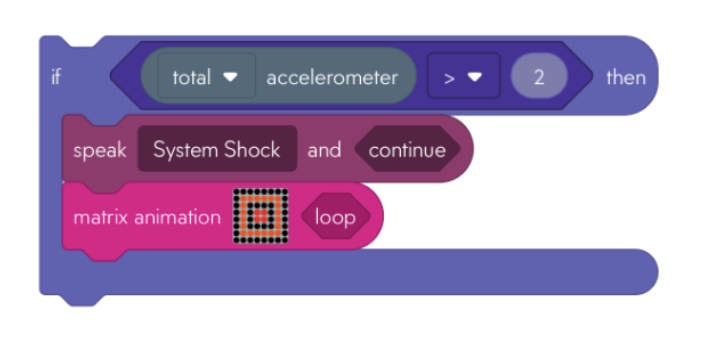 if total accelerometer > 2 then
speak System Shock and continue
matrix animation loop